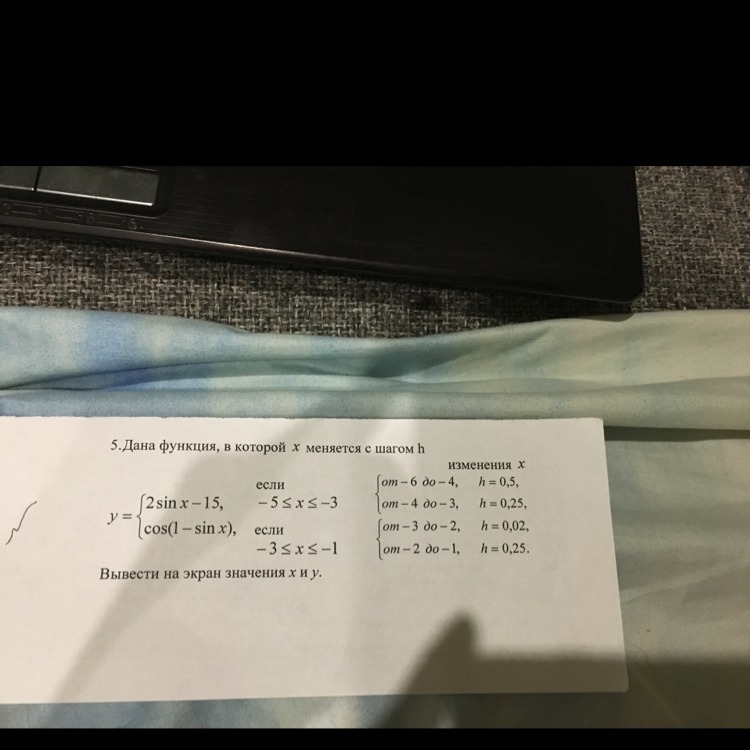 5.Дана функция, в которой x меняется с шагом h
изменения x
y = {2 sin x – 15, если –5 ≤ x ≤ –3 {от – 6 до – 4, h = 0,5,
от – 4 до – 3, h = 0,25,
cos(1 – sin x), если –3 ≤ x ≤ –1 {от – 3 до – 2, h = 0,02,
от – 2 до – 1, h = 0,25.
Вывести на экран значения x и y.